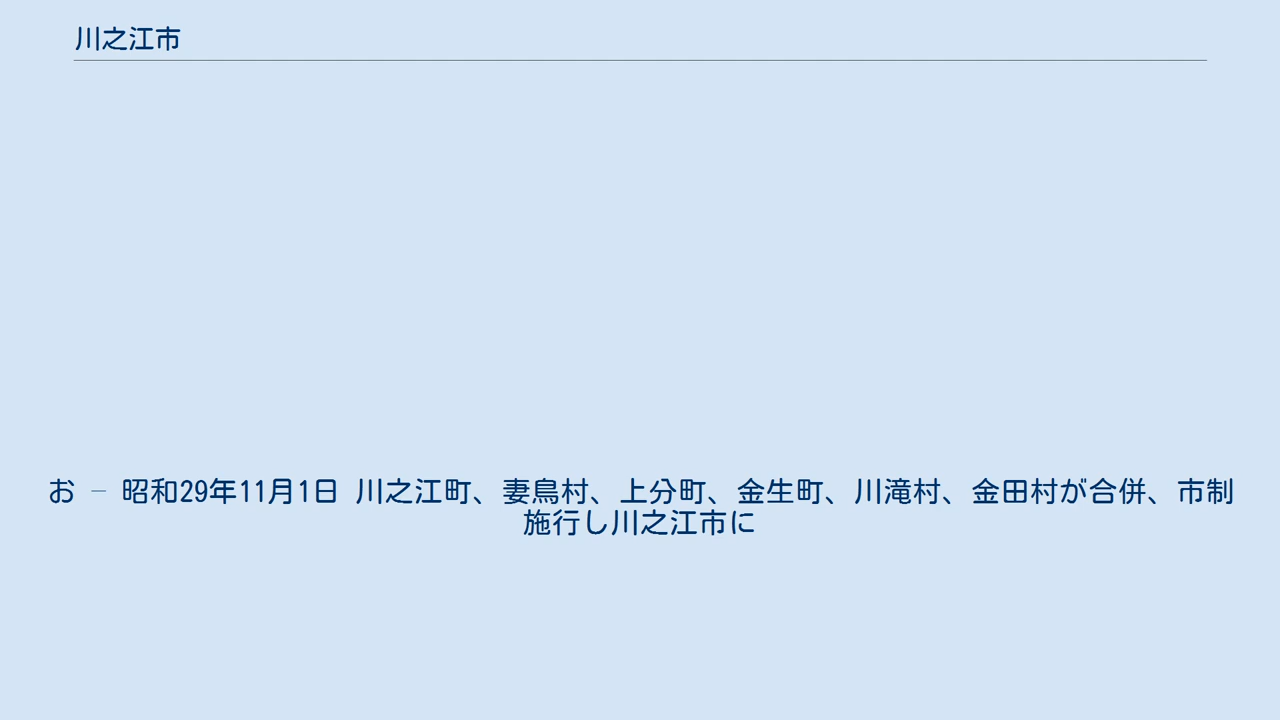 川之江市
お － 昭和29年11月1日 川之江町、妻鳥村、上分町、金生町、川滝村、金田村が合併、市制
施行し川之江市に